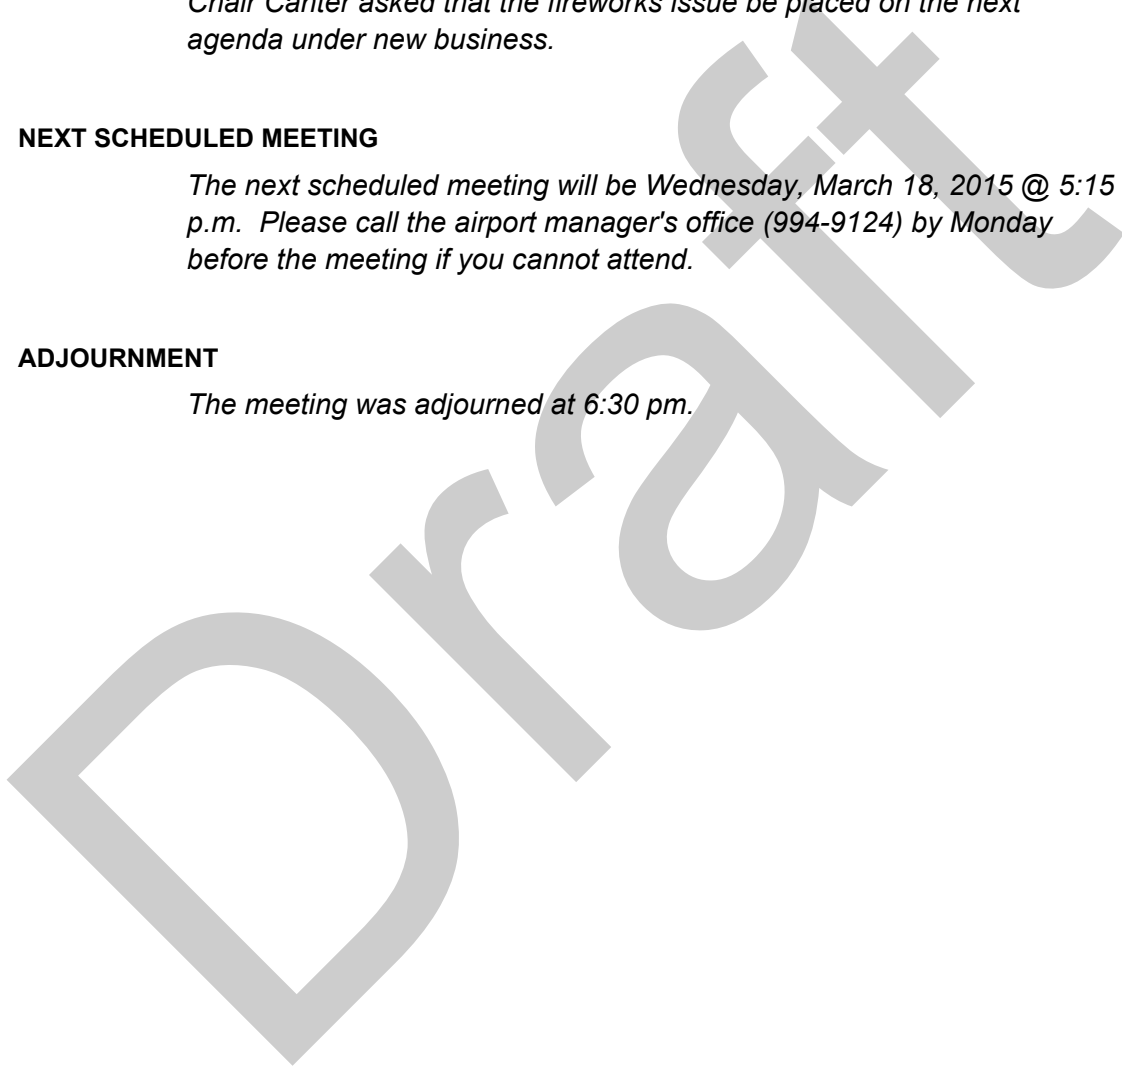 Chair Canter asked that the fireworks issue be placed on the next
agenda under new business.
NEXT SCHEDULED MEETING
The next scheduled meeting will be Wednesday, March 18, 2015 @ 5:15
p.m.  Please call the airport manager's office (994-9124) by Monday
before the meeting if you cannot attend.
ADJOURNMENT
The meeting was adjourned at 6:30 pm.
Draft